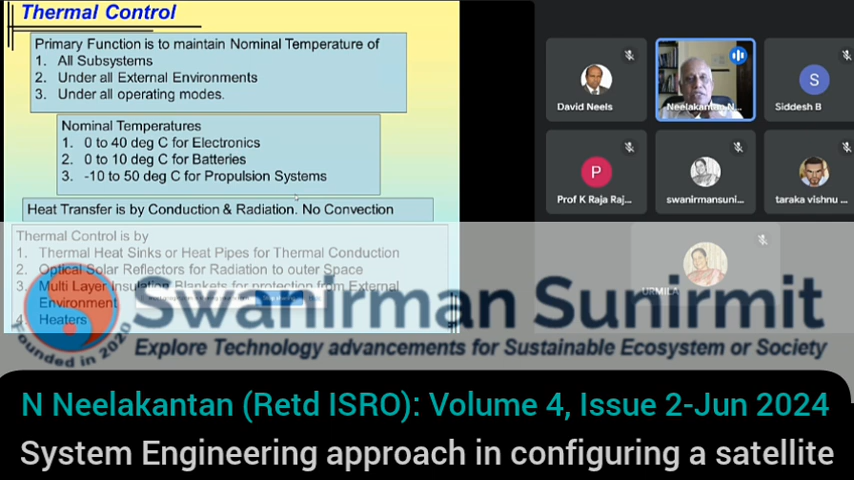 Thermal Control
Primary Function is to maintain Nominal Temperature of
1. All Subsystems
2. Under all External Environments
3. Under all operating modes.
Nominal Temperatures
1. 0 to 40 deg C for Electronics
2. 0 to 10 deg C for Batteries
3. -10 to 50 deg C for Propulsion Systems
Heat Transfer is by Conduction & Radiation. No Convection
Thermal Control is by
1. Thermal Heat Sinks or Heat Pipes for Thermal Conduction
2. Optical Solar Reflectors for Radiation to outer Space
3. Multi Layer Insulation Blankets for protection from External
Environment
4. Heaters
David Neels
Neelakantan N...
S
Siddesh B
P
Prof K Raja Raj...
swanirmansuni...
taraka vishnu ...
URMILA
Swanirman Sunirmit
Founded in 2020
Explore Technology advancements for Sustainable Ecosystem or Society
N Neelakantan (Retd ISRO): Volume 4, Issue 2-Jun 2024
System Engineering approach in configuring a satellite